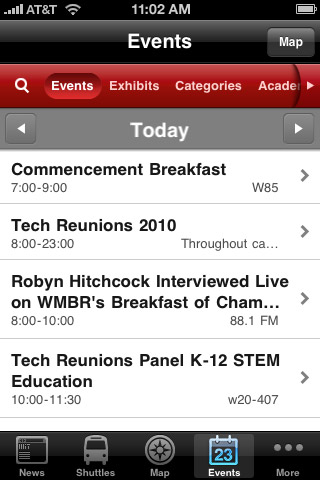 AT&T 11:02 AM
Events Map
Events Exhibits Categories Acade
Today
Commencement Breakfast
7:00-9:00 W85
Tech Reunions 2010
8:00-23:00 Throughout ca…
Robyn Hitchcock Interviewed Live
on WMBR's Breakfast of Cham…
8:00-10:00 88.1 FM
Tech Reunions Panel K-12 STEM
Education
10:00-11:30 w20-407
23
News Shuttles Map Events More